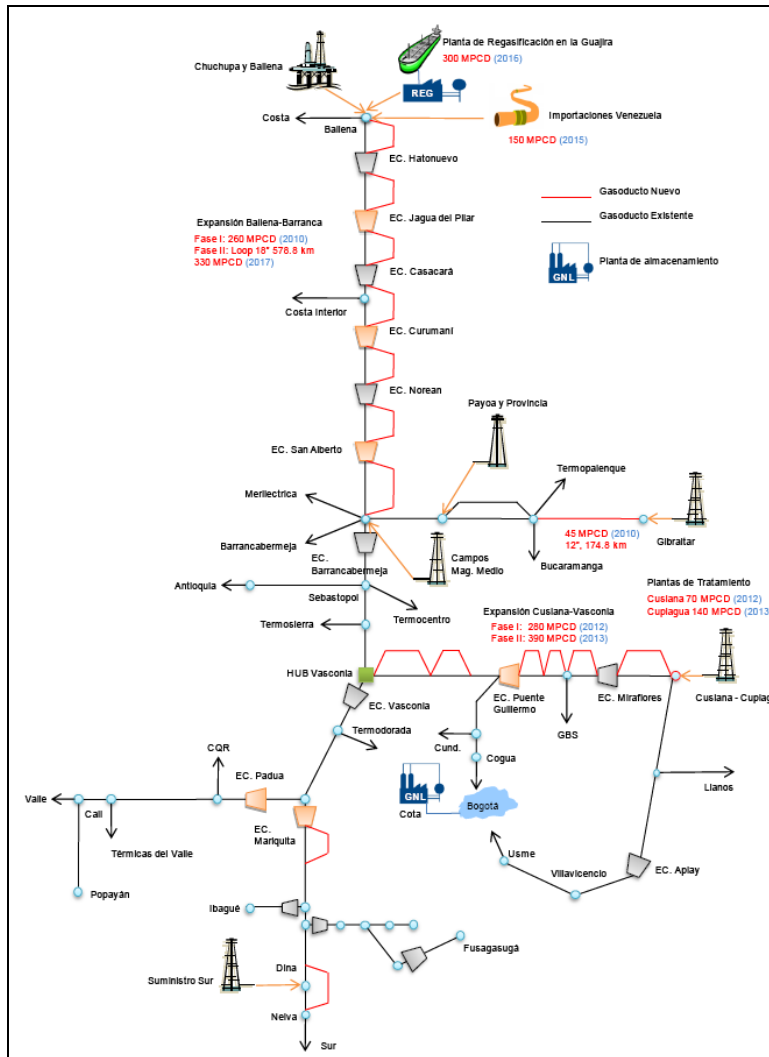 Planta de Regasificación en la Guajira
300 MPCD (2016)
Chuchupa y Ballena
REG
Importaciones Venezuela
150 MPCD (2015)
Costa
Ballena
EC. Hatonuevo
Gasoducto Nuevo
Gasoducto Existente
EC. Jagua del Pilar
Expansión Ballena-Barranca
Fase I: 260 MPCD (2010)
Fase II: Loop 18" 578.8 km
330 MPCD (2017)
GNL
Planta de almacenamiento
EC. Casacará
Costa Interior
EC. Curumaní
EC. Norean
Payoa y Provincia
EC. San Alberto
Termopalenque
Merilectrica
45 MPCD (2010)
12", 174.8 km
Gibraltar
Barrancabermeja
EC.
Barrancabermeja
Campos
Mag. Medio
Bucaramanga
Plantas de Tratamiento
Cusiana 70 MPCD (2012)
Cupiagua 140 MPCD (2013
Antioquia
Sebastopol
Termocentro
Expansión Cusiana-Vasconia
Fase I: 280 MPCD (2012)
Fase II: 390 MPCD (2013)
Termosierra
HUB Vasconia
EC. Vasconia
EC. Puente
Guillermo
EC. Miraflores
Cusiana - Cupiag
GBS
Termodorada
CQR
Cund.
Cogua
EC. Padua
GNL
Cota
Bogotá
Llanos
Valle
Cali
EC.
Mariquita
Térmicas del Valle
Usme
Villavicencio
EC. Apiay
Popayán
Ibagué
Fusagasugá
Dina
Suministro Sur
Neiva
Sur